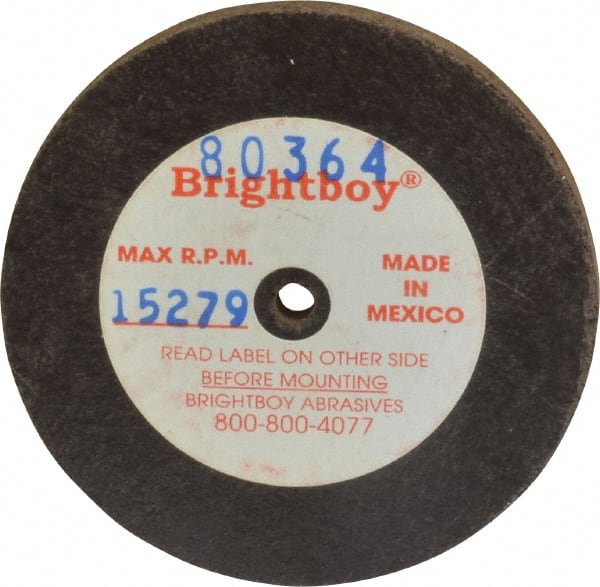 80364
Brightboy®
MAX R.P.M.
15279
MADE
IN
MEXICO
READ LABEL ON OTHER SIDE
BEFORE MOUNTING
BRIGHTBOY ABRASIVES
800-800-4077